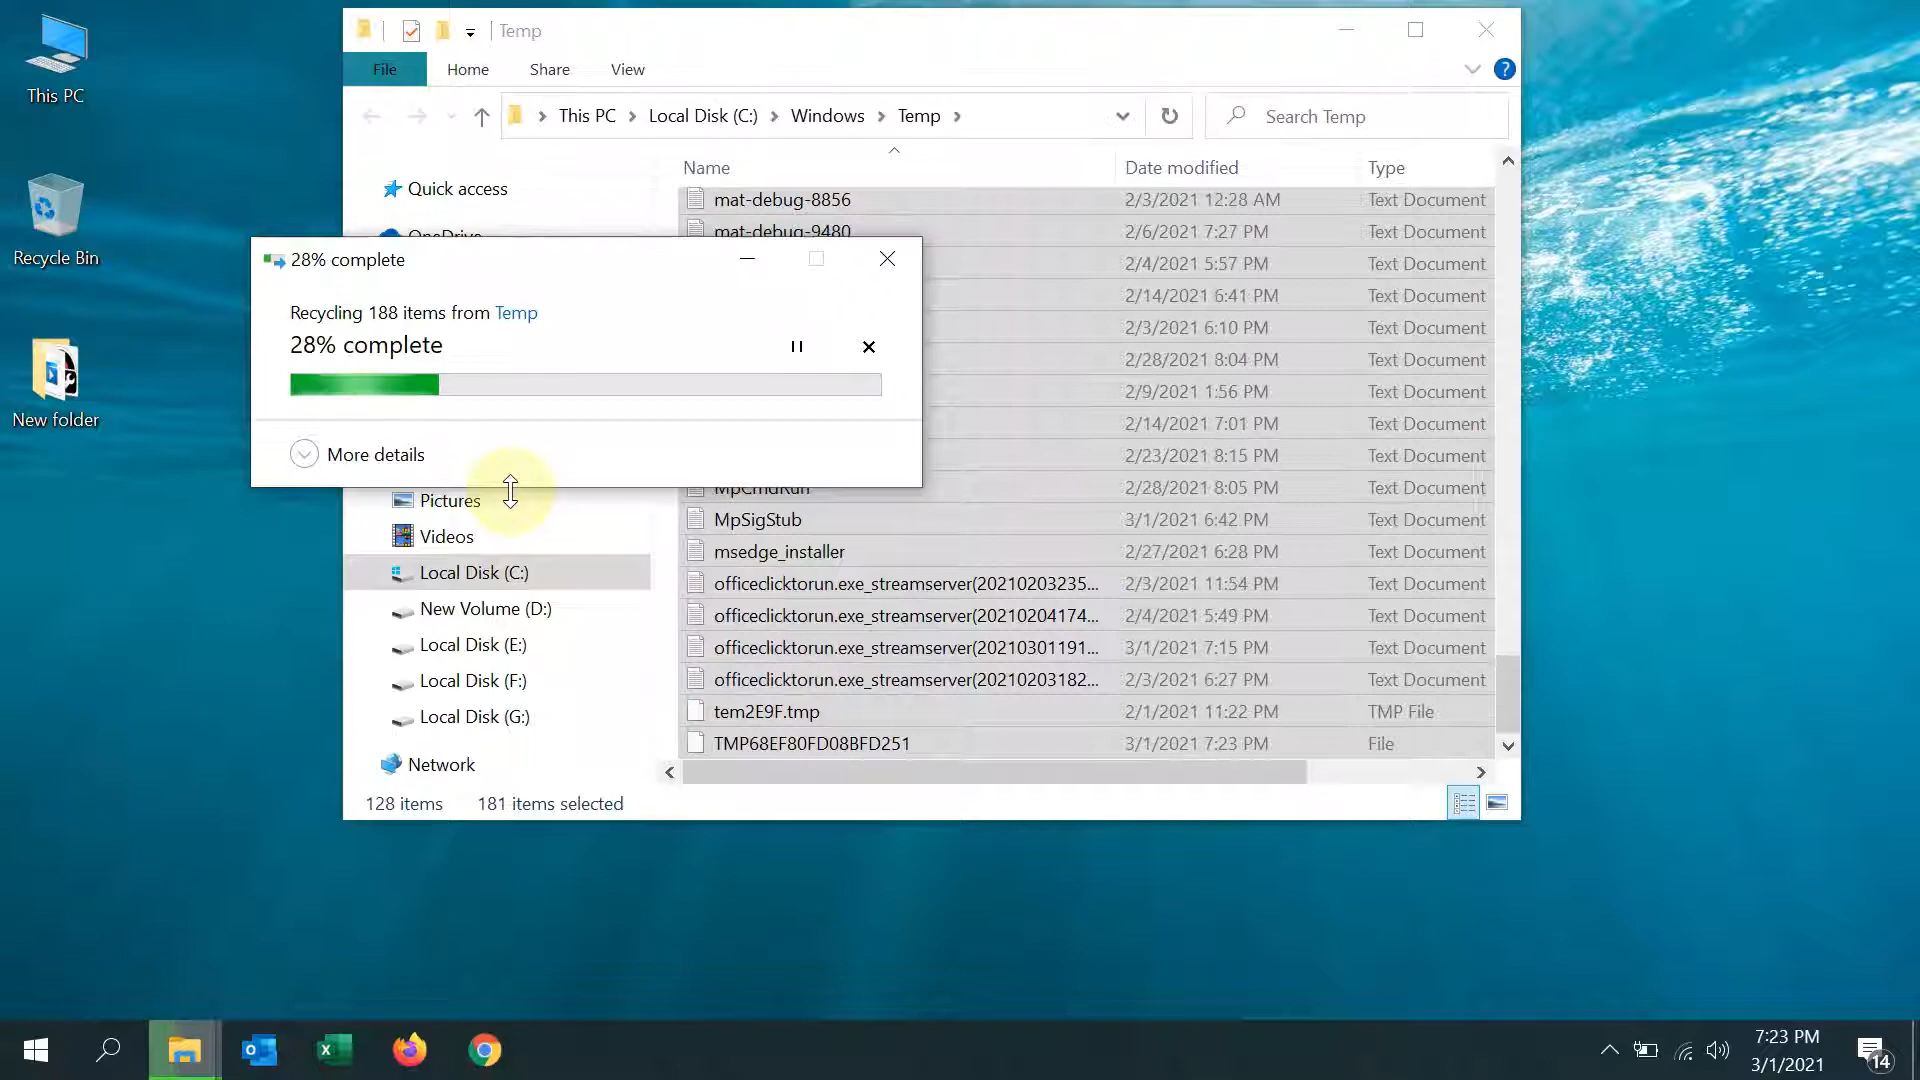 This PC
Recycle Bin
New folder
Temp
File
Home
Share
View
?
This PC
Local Disk (C:)
Windows
Temp
Search Temp
Name
Date modified
Type
Quick access
OneDrive
mat-debug-8856 2/3/2021 12:28 AM Text Document
mat-debug-9480 2/6/2021 7:27 PM Text Document
2/4/2021 5:57 PM Text Document
2/14/2021 6:41 PM Text Document
2/3/2021 6:10 PM Text Document
2/28/2021 8:04 PM Text Document
2/9/2021 1:56 PM Text Document
2/14/2021 7:01 PM Text Document
2/23/2021 8:15 PM Text Document
MpCmdRun 2/28/2021 8:05 PM Text Document
MpSigStub 3/1/2021 6:42 PM Text Document
msedge_installer 2/27/2021 6:28 PM Text Document
officeclicktorun.exe_streamserver(20210203235... 2/3/2021 11:54 PM Text Document
officeclicktorun.exe_streamserver(20210204174... 2/4/2021 5:49 PM Text Document
officeclicktorun.exe_streamserver(20210301191... 3/1/2021 7:15 PM Text Document
officeclicktorun.exe_streamserver(20210203182... 2/3/2021 6:27 PM Text Document
tem2E9F.tmp 2/1/2021 11:22 PM TMP File
TMP68EF80FD08BFD251 3/1/2021 7:23 PM File
28% complete
Recycling 188 items from Temp
28% complete
More details
Pictures
Videos
Local Disk (C:)
New Volume (D:)
Local Disk (E:)
Local Disk (F:)
Local Disk (G:)
Network
128 items
181 items selected
7:23 PM
3/1/2021
14